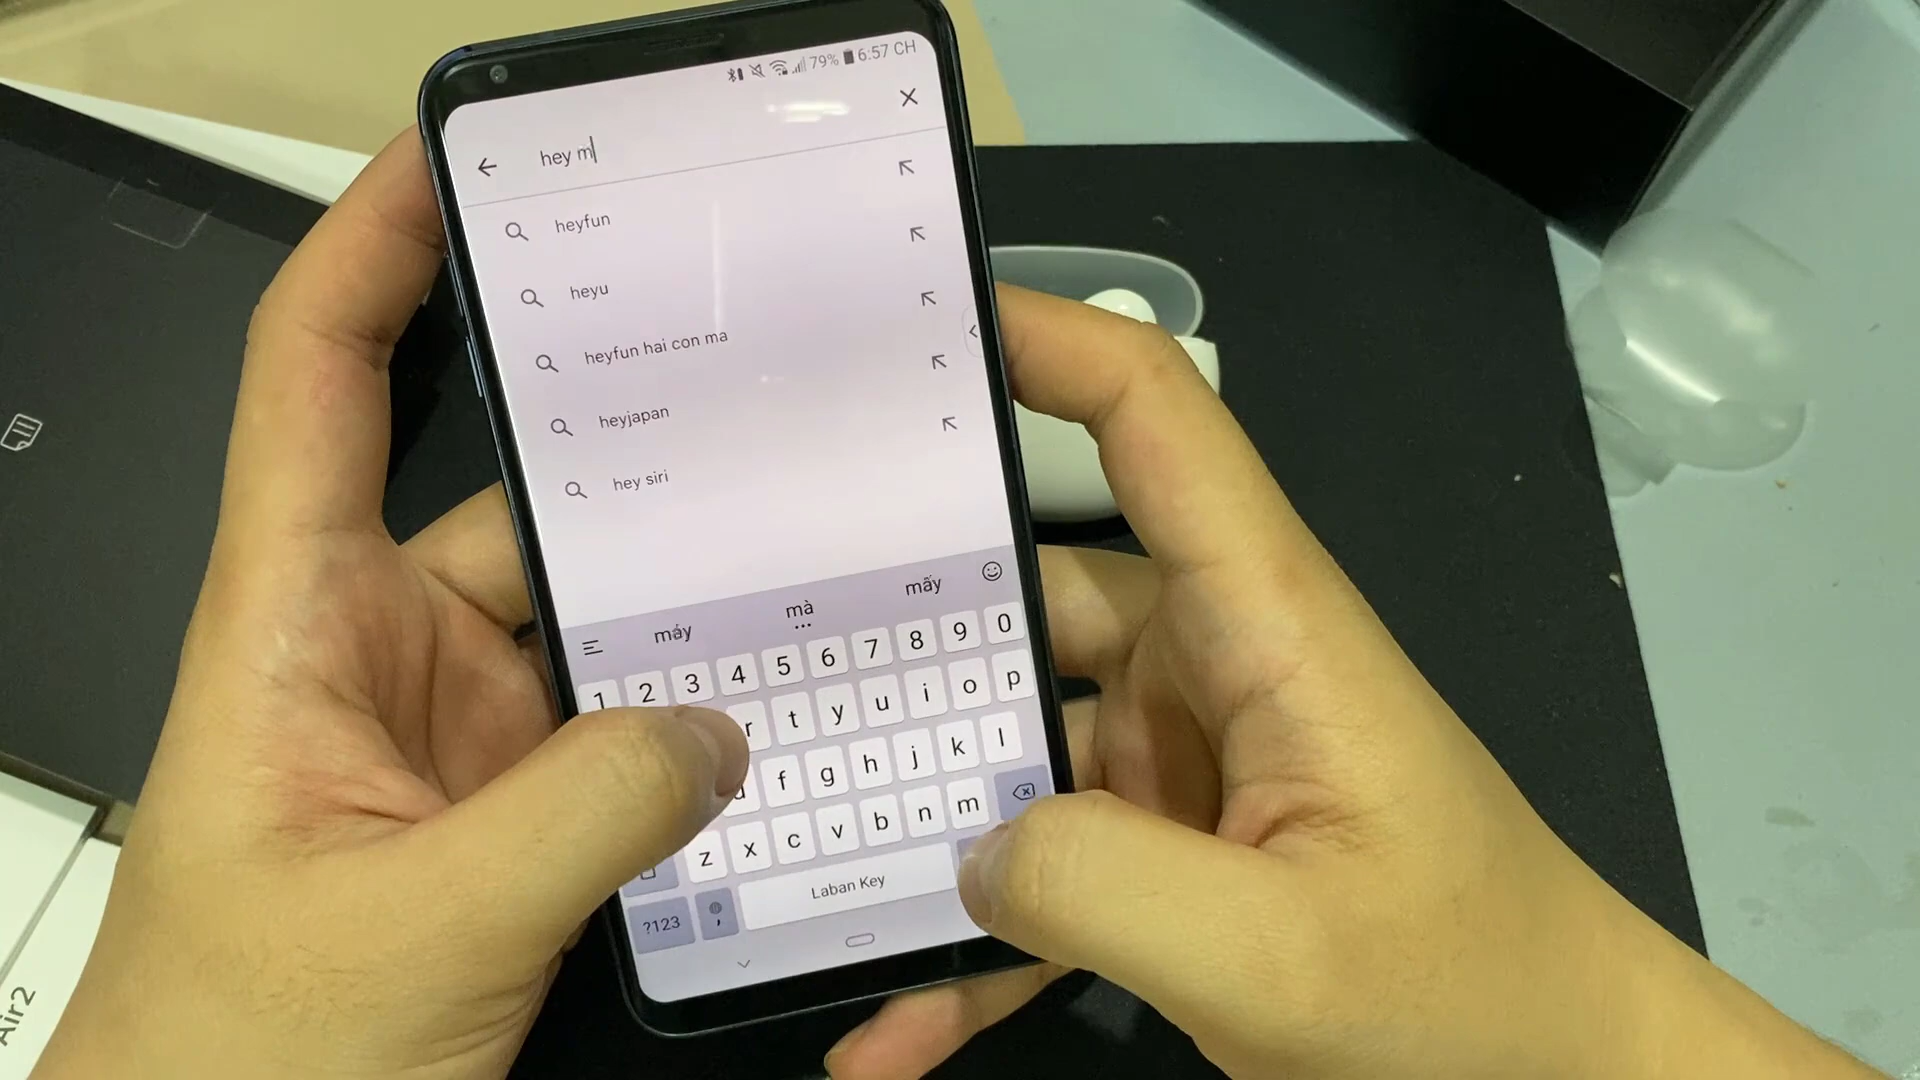 79% 6:57 CH
hey m
heyfun
heyu
heyfun hai con ma
heyjapan
hey siri
máy mà mấy
1 2 3 4 5 6 7 8 9 0
r t y u i o p
f g h j k l
z x c v b n m
?123 , Laban Key
Air2